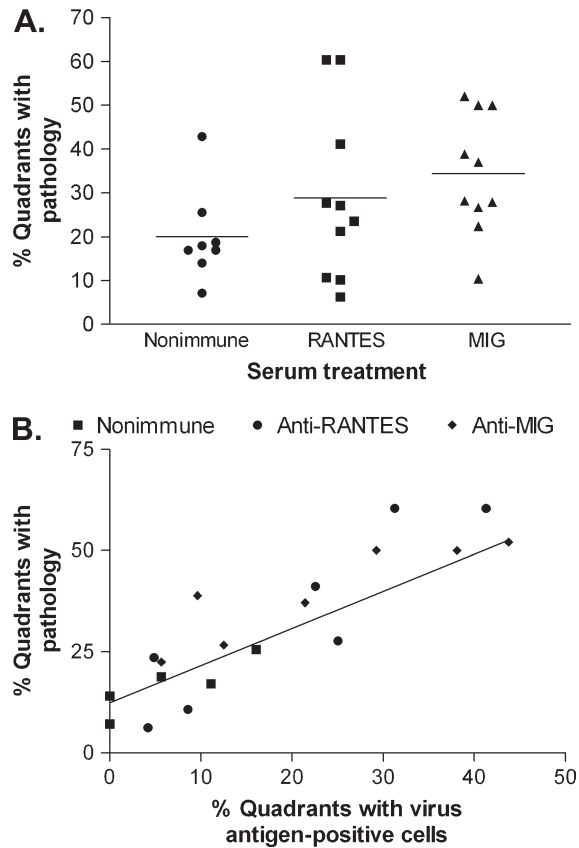 A.
70
60
50
40
30
20
10
0
% Quadrants with
pathology
Nonimmune RANTES MIG
Serum treatment
B.
Nonimmune Anti-RANTES Anti-MIG
75
50
25
0
% Quadrants with
pathology
0 10 20 30 40 50
% Quadrants with virus
antigen-positive cells